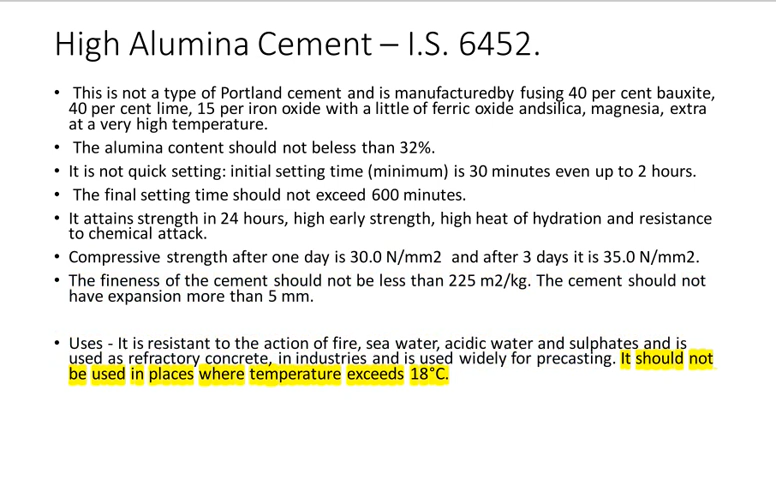 High Alumina Cement – I.S. 6452.
• This is not a type of Portland cement and is manufacturedby fusing 40 per cent bauxite,
40 per cent lime, 15 per iron oxide with a little of ferric oxide andsilica, magnesia, extra
at a very high temperature.
• The alumina content should not beless than 32%.
• It is not quick setting: initial setting time (minimum) is 30 minutes even up to 2 hours.
• The final setting time should not exceed 600 minutes.
• It attains strength in 24 hours, high early strength, high heat of hydration and resistance
to chemical attack.
• Compressive strength after one day is 30.0 N/mm2 and after 3 days it is 35.0 N/mm2.
• The fineness of the cement should not be less than 225 m2/kg. The cement should not
have expansion more than 5 mm.
• Uses - It is resistant to the action of fire, sea water, acidic water and sulphates and is
used as refractory concrete, in industries and is used widely for precasting. It should not
be used in places where temperature exceeds 18°C.